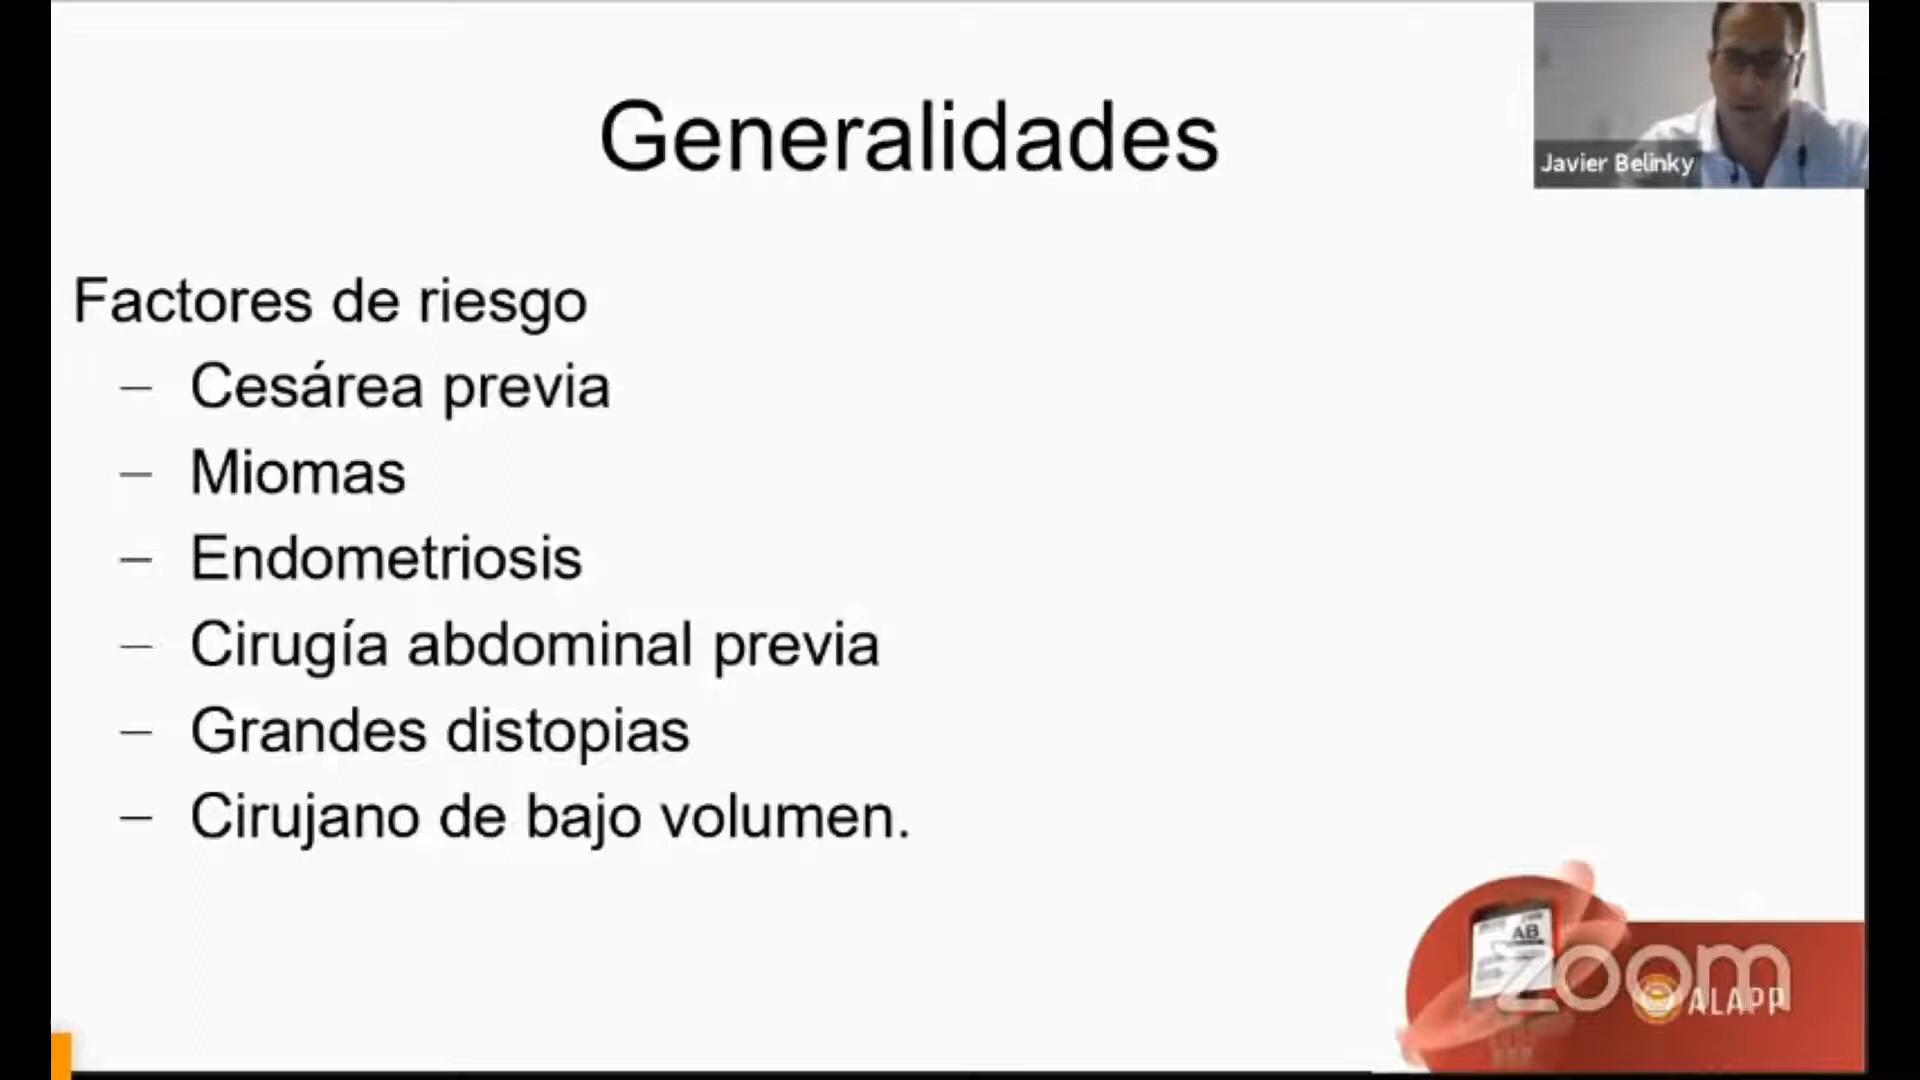 Generalidades
Javier Belinky
Factores de riesgo
– Cesárea previa
– Miomas
– Endometriosis
– Cirugía abdominal previa
– Grandes distopias
– Cirujano de bajo volumen.
AB
zoom
ALAPP